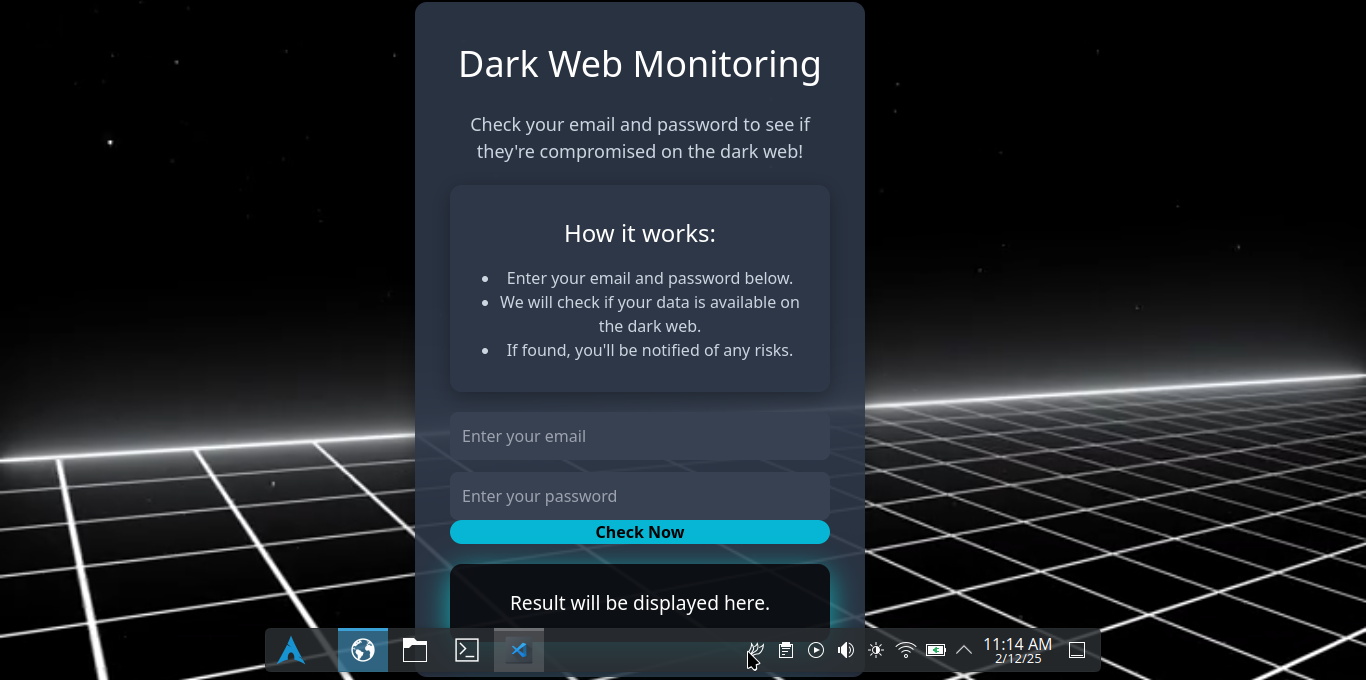 Dark Web Monitoring
Check your email and password to see if
they're compromised on the dark web!
How it works:
Enter your email and password below.
We will check if your data is available on
the dark web.
If found, you'll be notified of any risks.
Enter your email
Enter your password
Check Now
Result will be displayed here.
11:14 AM
2/12/25